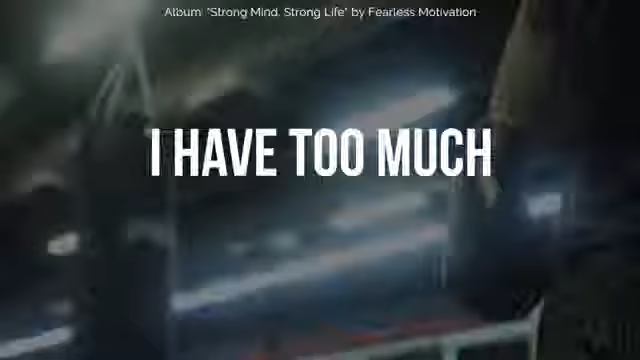 Album: "Strong Mind, Strong Life" by Fearless Motivation
I HAVE TOO MUCH